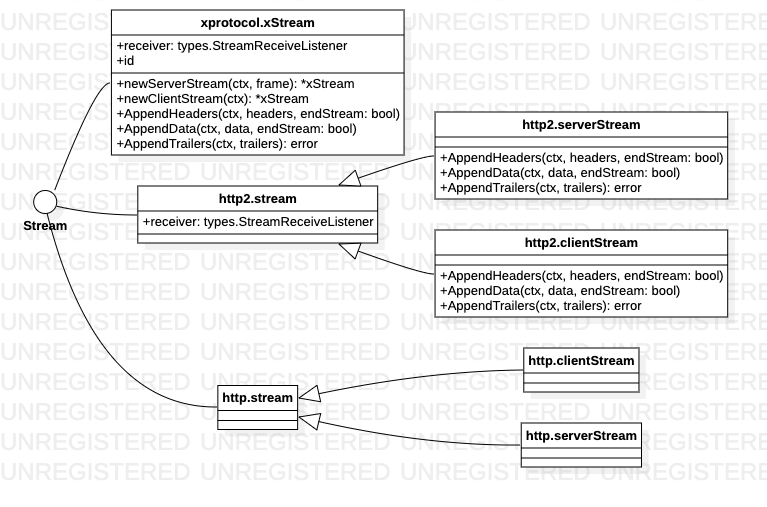 xprotocol.xStream
+receiver: types.StreamReceiveListener
+id
+newServerStream(ctx, frame): *xStream
+newClientStream(ctx): *xStream
+AppendHeaders(ctx, headers, endStream: bool)
+AppendData(ctx, data, endStream: bool)
+AppendTrailers(ctx, trailers): error
http2.serverStream
+AppendHeaders(ctx, headers, endStream: bool)
+AppendData(ctx, data, endStream: bool)
+AppendTrailers(ctx, trailers): error
http2.stream
+receiver: types.StreamReceiveListener
Stream
http2.clientStream
+AppendHeaders(ctx, headers, endStream: bool)
+AppendData(ctx, data, endStream: bool)
+AppendTrailers(ctx, trailers): error
http.clientStream
http.stream
http.serverStream
UNREGISTERED